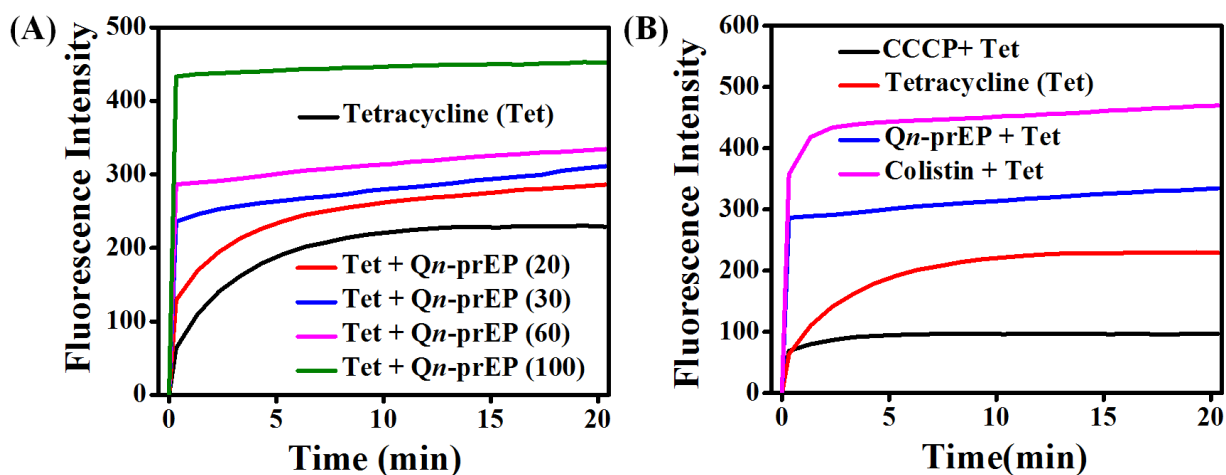 (A)
Fluorescence Intensity
500
400
300
200
100
0
Tetracycline (Tet)
Tet + Qn-prEP (20)
Tet + Qn-prEP (30)
Tet + Qn-prEP (60)
Tet + Qn-prEP (100)
0 5 10 15 20
Time (min)
(B)
Fluorescence Intensity
600
500
400
300
200
100
0
CCCP+ Tet
Tetracycline (Tet)
Qn-prEP + Tet
Colistin + Tet
0 5 10 15 20
Time(min)